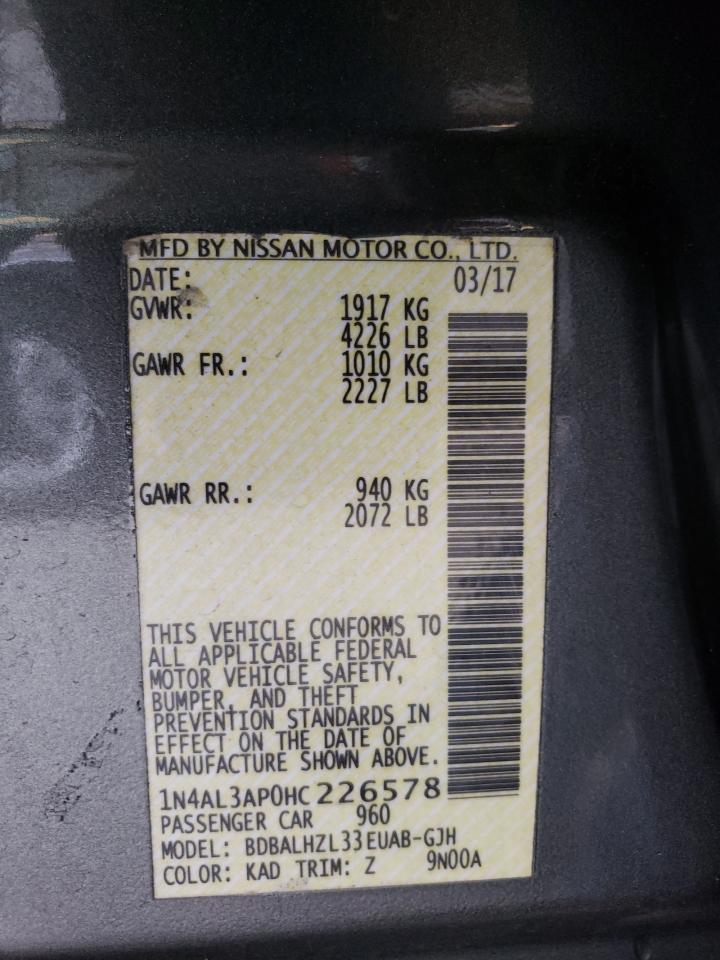 MFD BY NISSAN MOTOR CO., LTD.
DATE: 03/17
GVWR: 1917 KG
4226 LB
GAWR FR.: 1010 KG
2227 LB
GAWR RR.: 940 KG
2072 LB
THIS VEHICLE CONFORMS TO
ALL APPLICABLE FEDERAL
MOTOR VEHICLE SAFETY,
BUMPER, AND THEFT
PREVENTION STANDARDS IN
EFFECT ON THE DATE OF
MANUFACTURE SHOWN ABOVE.
1N4AL3AP0HC226578
PASSENGER CAR 960
MODEL: BDBALHZL33EUAB-GJH
COLOR: KAD TRIM: Z 9N00A